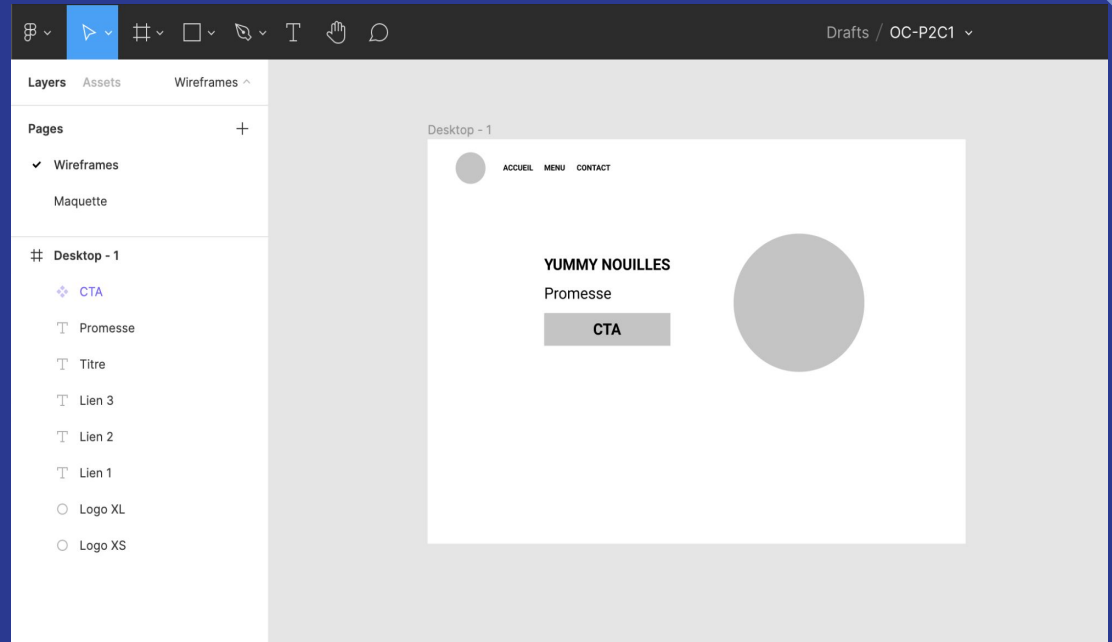 Drafts / OC-P2C1
Layers Assets Wireframes
Pages
Wireframes
Maquette
Desktop - 1
CTA
Promesse
Titre
Lien 3
Lien 2
Lien 1
Logo XL
Logo XS
Desktop - 1
ACCUEIL MENU CONTACT
YUMMY NOUILLES
Promesse
CTA